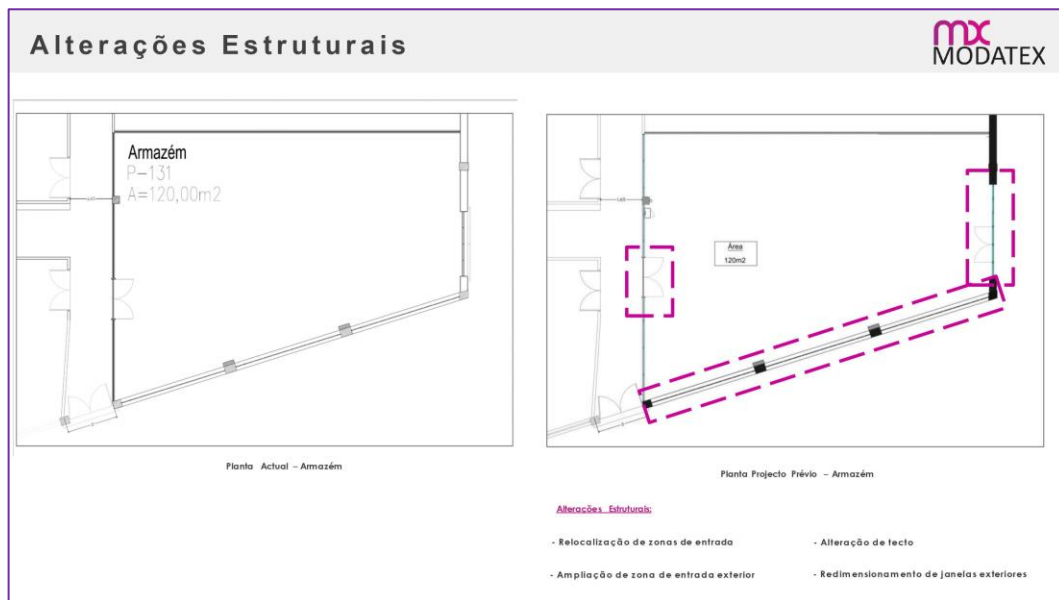 Alterações Estruturais
mx
MODATEX
Armazém
P-131
A=120,00m2
Área
120m2
Planta Actual – Armazém
Planta Projecto Prévio – Armazém
Alterações Estruturais:
- Relocalização de zonas de entrada
- Alteração de tecto
- Ampliação de zona de entrada exterior
- Redimensionamento de janelas exteriores